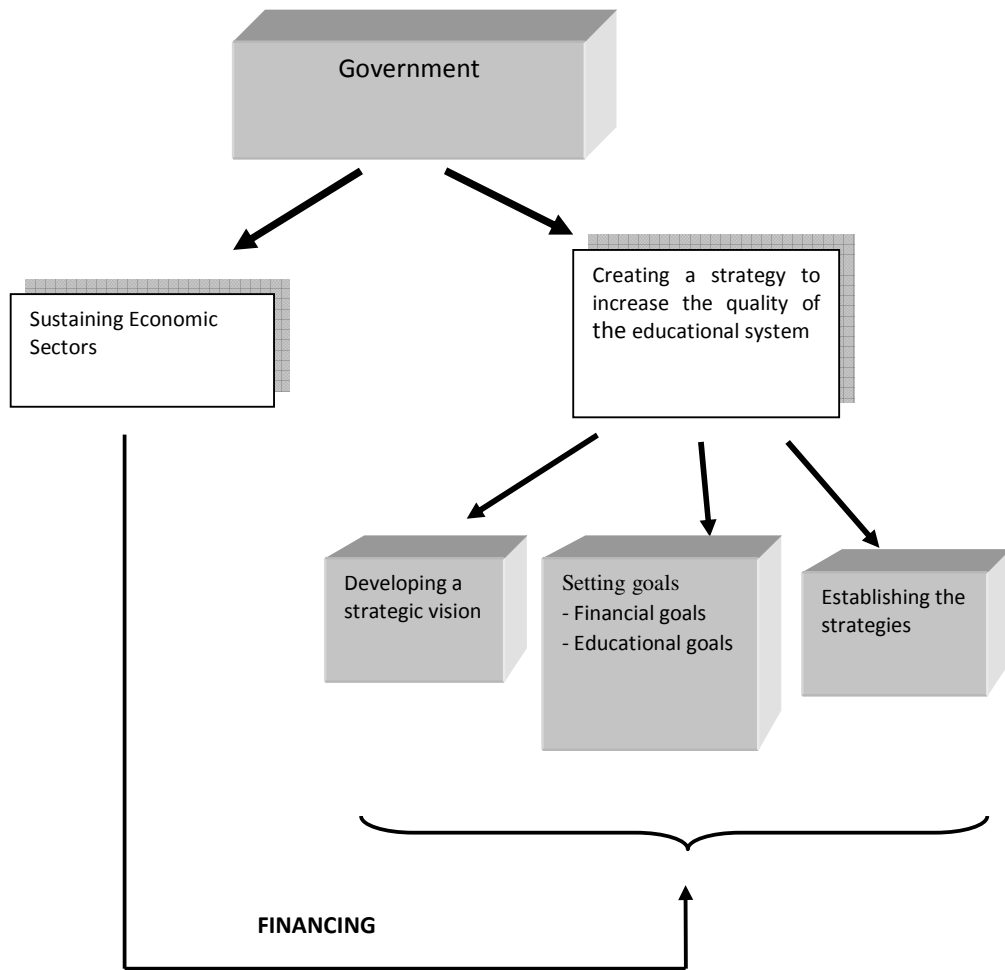 Government
Sustaining Economic
Sectors
Creating a strategy to
increase the quality of
the educational system
Developing a
strategic vision
Setting goals
- Financial goals
- Educational goals
Establishing the
strategies
FINANCING